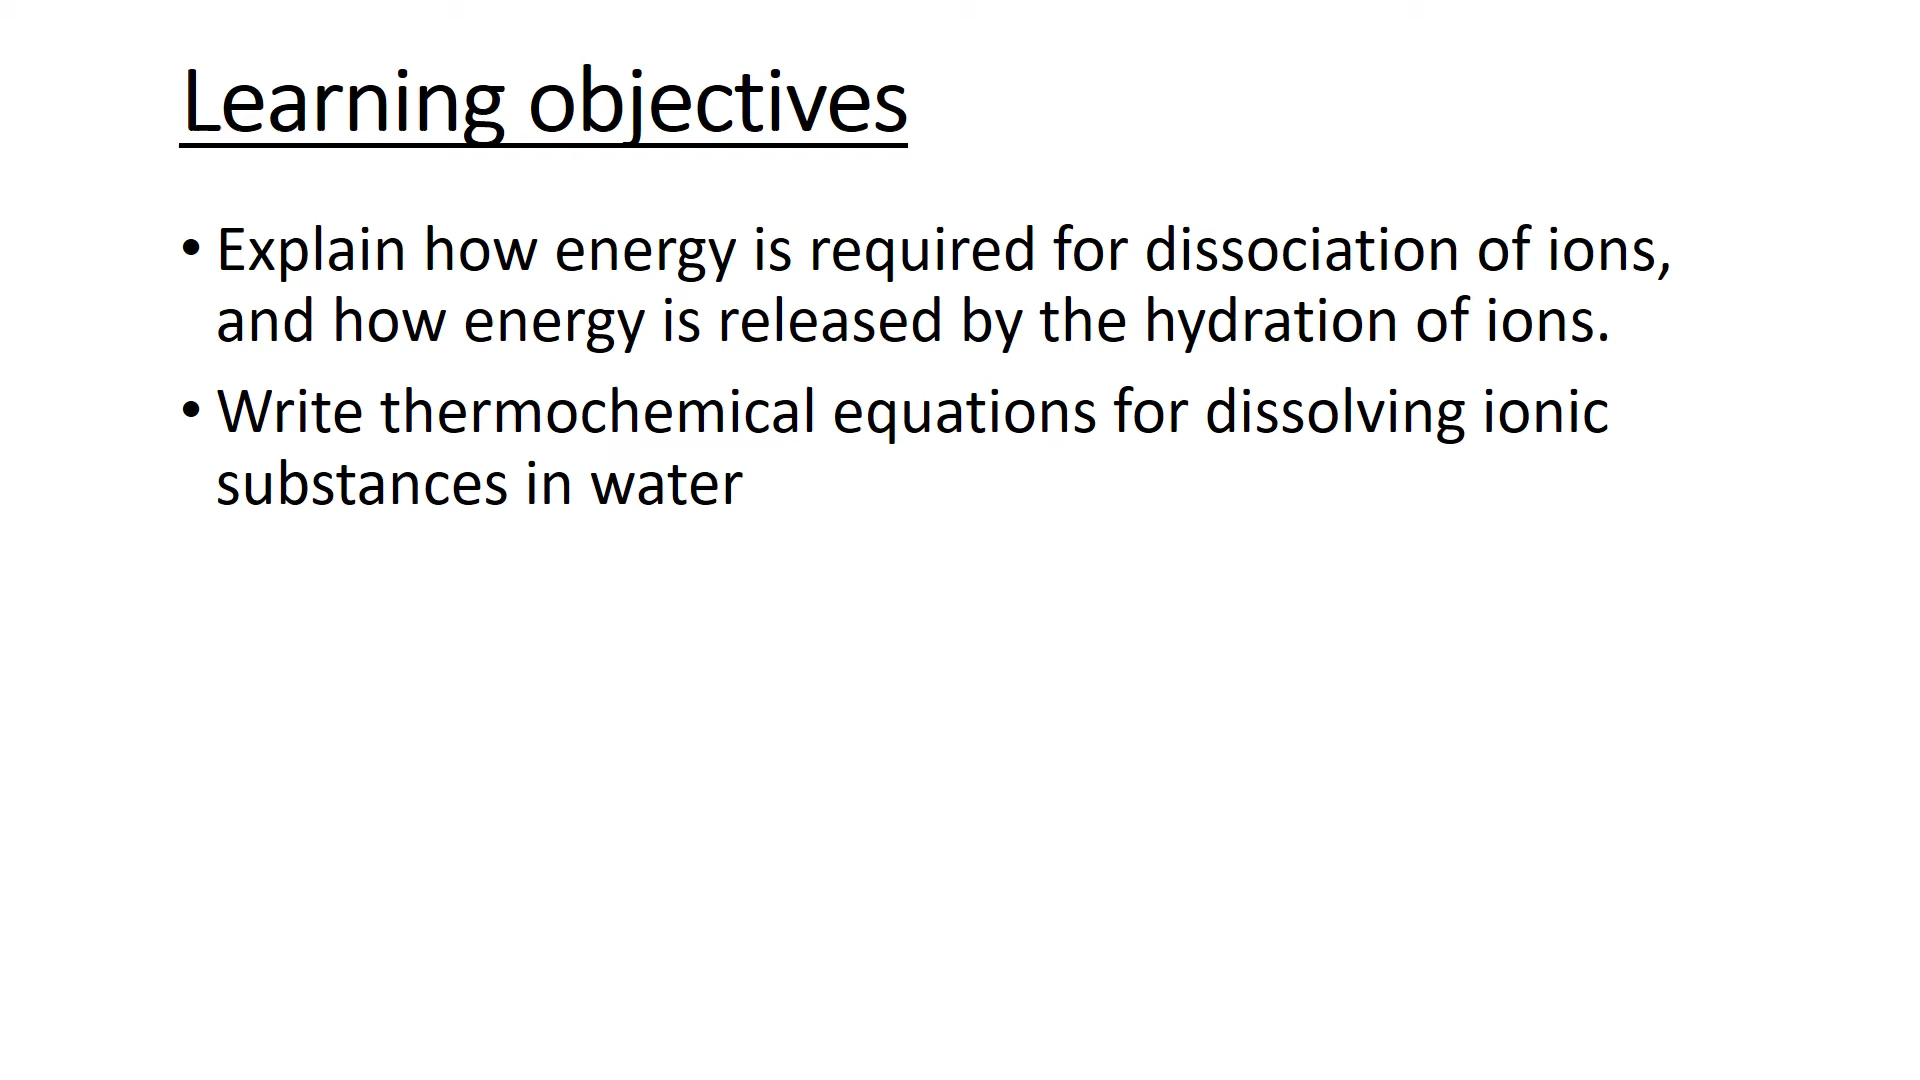 Learning objectives
• Explain how energy is required for dissociation of ions,
and how energy is released by the hydration of ions.
• Write thermochemical equations for dissolving ionic
substances in water